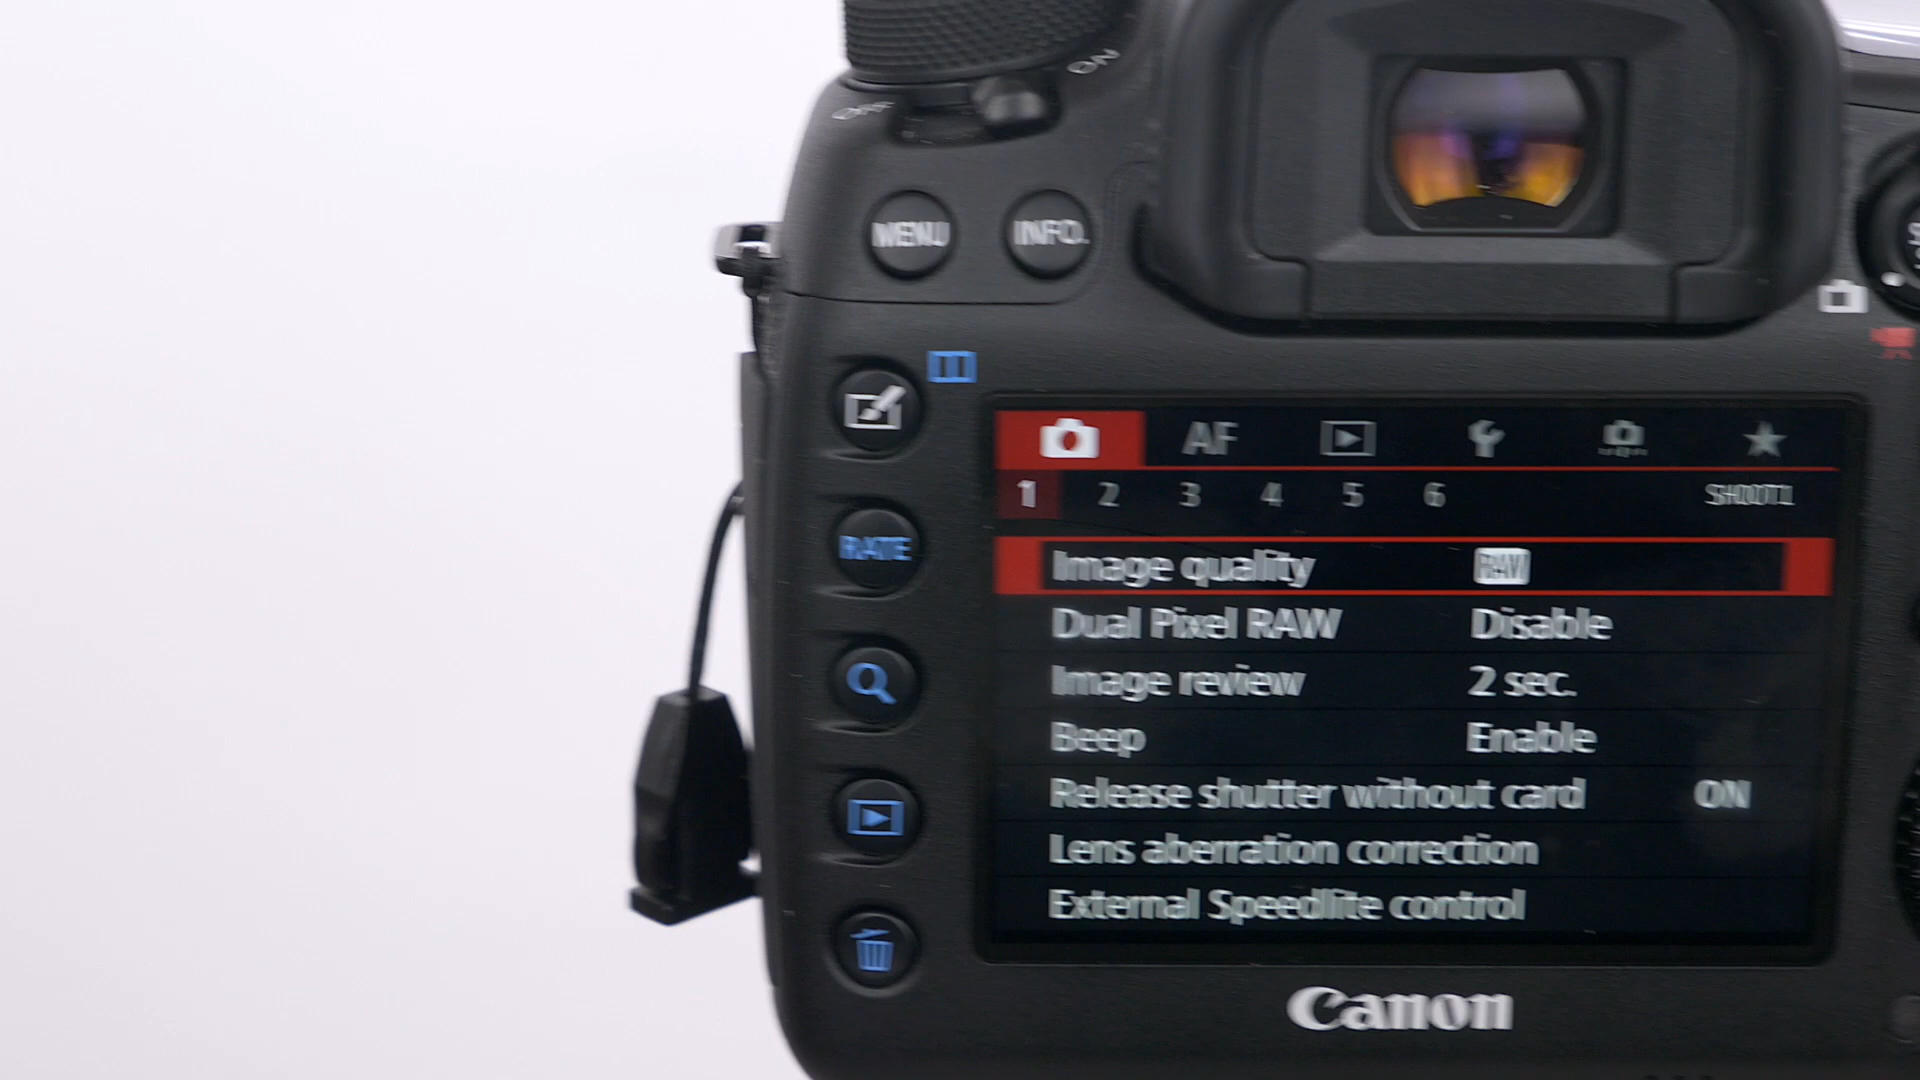 ON
OFF
MENU INFO.
RATE
AF
1 2 3 4 5 6 SHOOT1
Image quality RAW
Dual Pixel RAW Disable
Image review 2 sec.
Beep Enable
Release shutter without card ON
Lens aberration correction
External Speedlite control
Canon